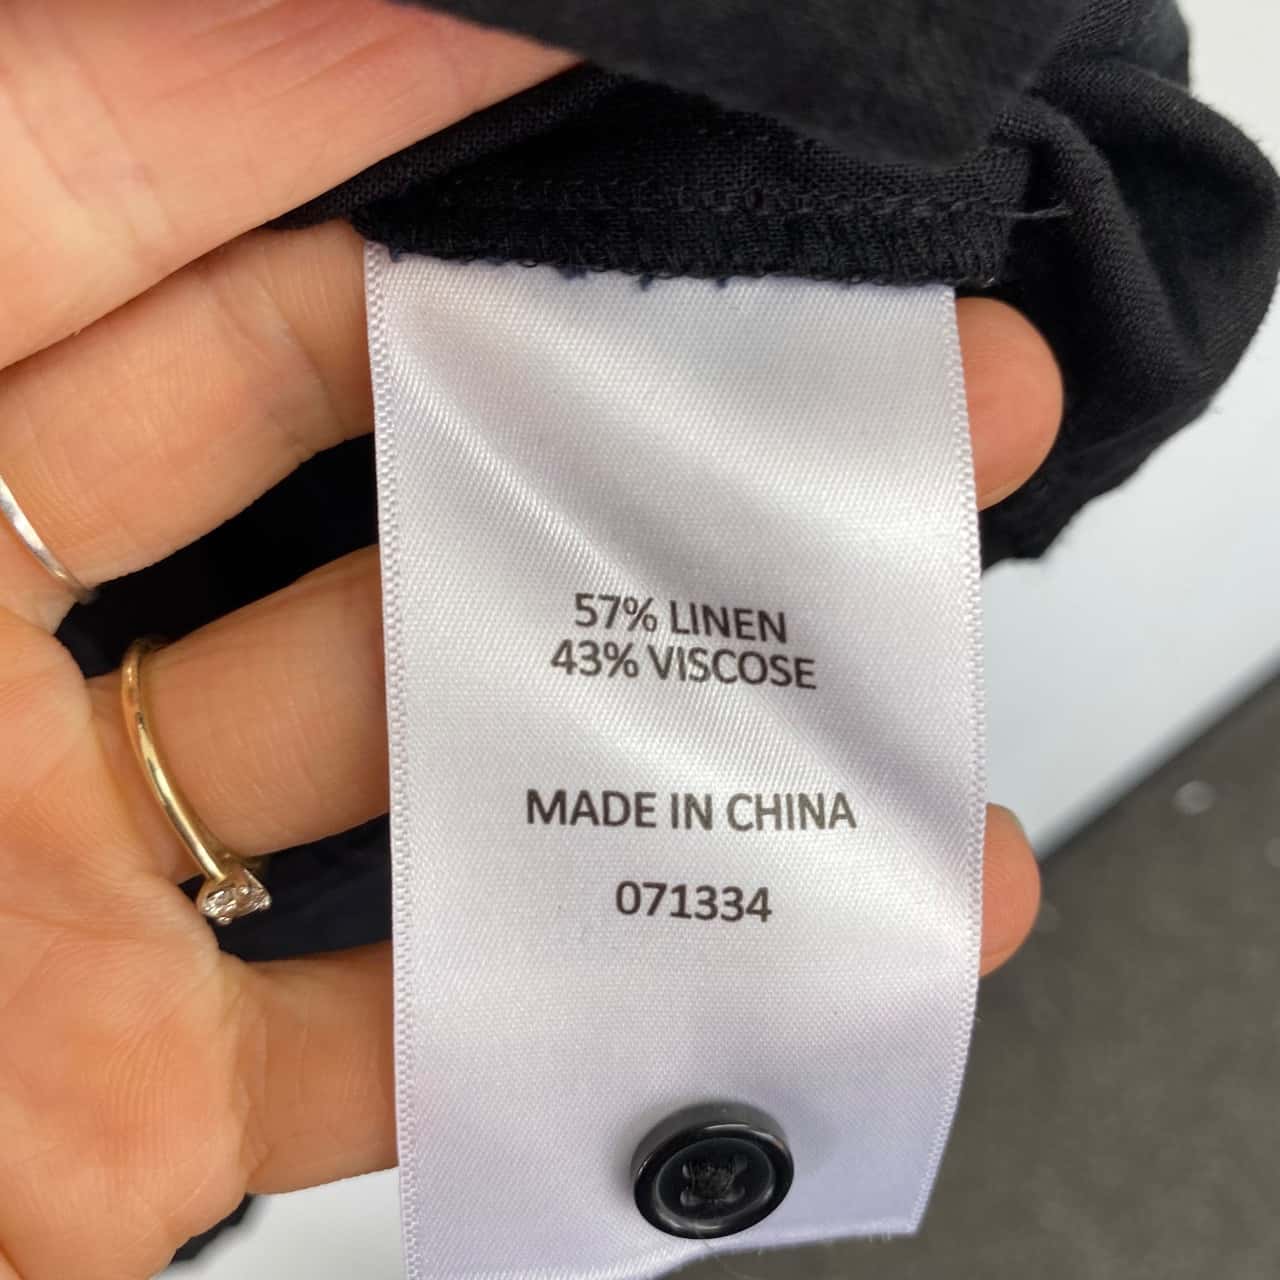 57% LINEN
43% VISCOSE
MADE IN CHINA
071334